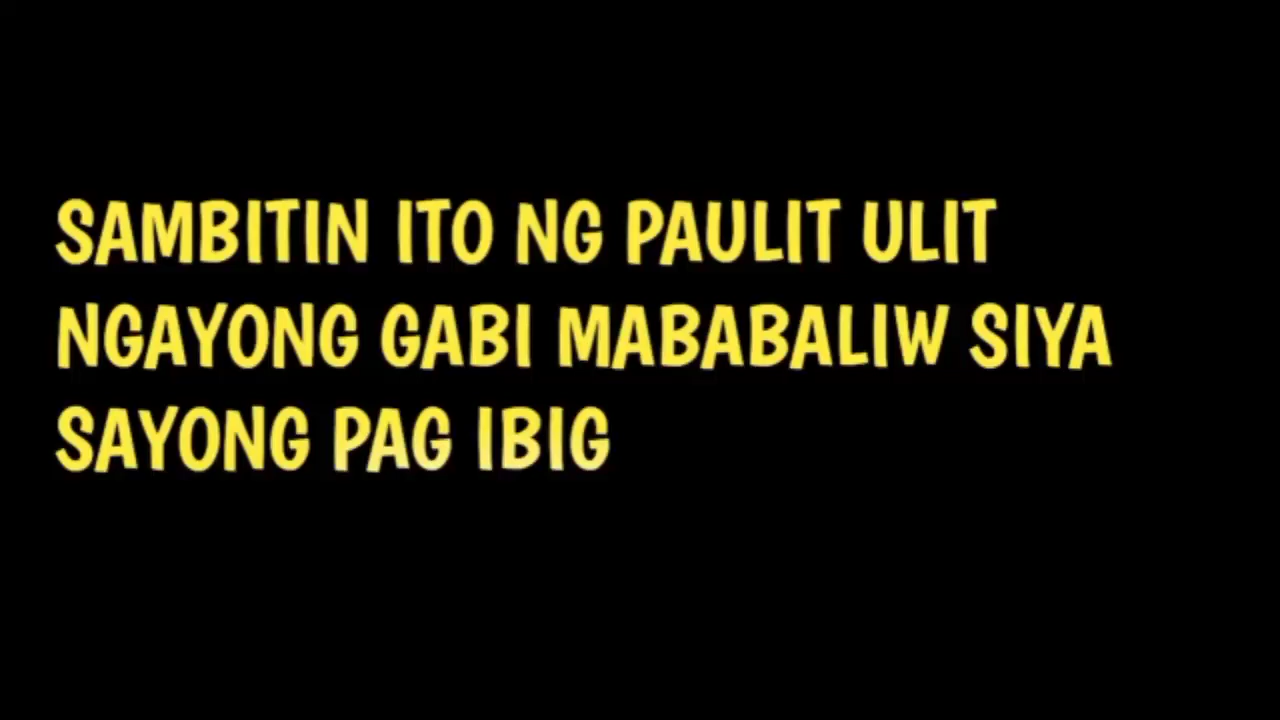 SAMBITIN ITO NG PAULIT ULIT
NGAYONG GABI MABABALIW SIYA
SAYONG PAG IBIG